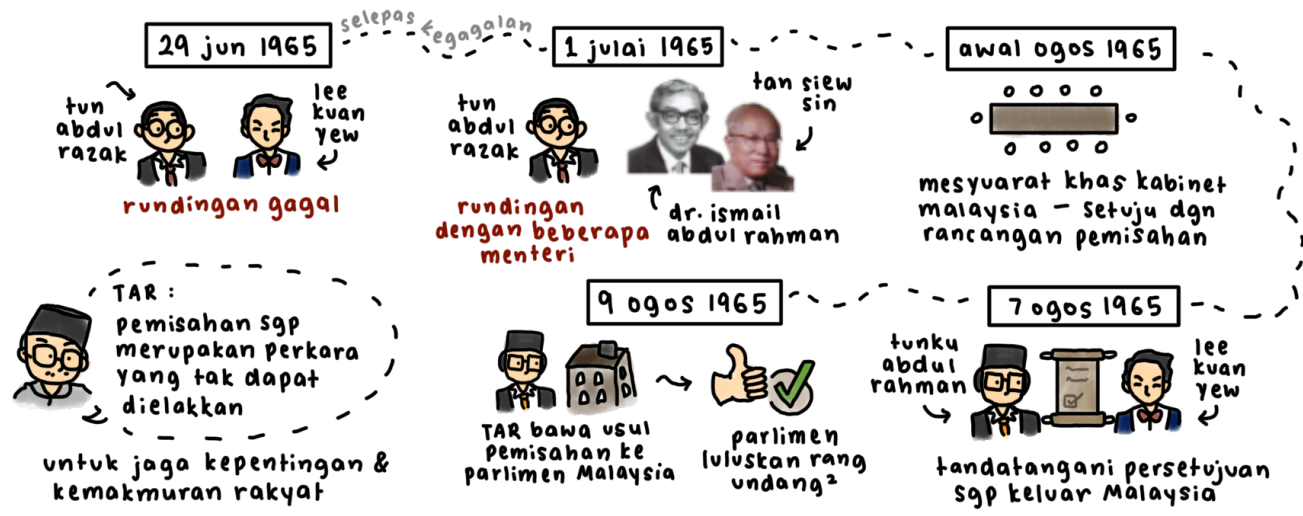 29 jun 1965
selepas kegagalan
1 julai 1965
awal ogos 1965
tun
abdul
razak
lee
kuan
yew
rundingan gagal
tun
abdul
razak
tan siew
sin
dr. ismail
abdul rahman
rundingan
dengan beberapa
menteri
mesyuarat khas kabinet
malaysia – setuju dgn
rancangan pemisahan
7 ogos 1965
tunku
abdul
rahman
lee
kuan
yew
tandatangani persetujuan
sgp keluar Malaysia
9 ogos 1965
TAR bawa usul
pemisahan ke
parlimen Malaysia
parlimen
luluskan rang
undang²
TAR :
pemisahan sgp
merupakan perkara
yang tak dapat
dielakkan
untuk jaga kepentingan &
kemakmuran rakyat